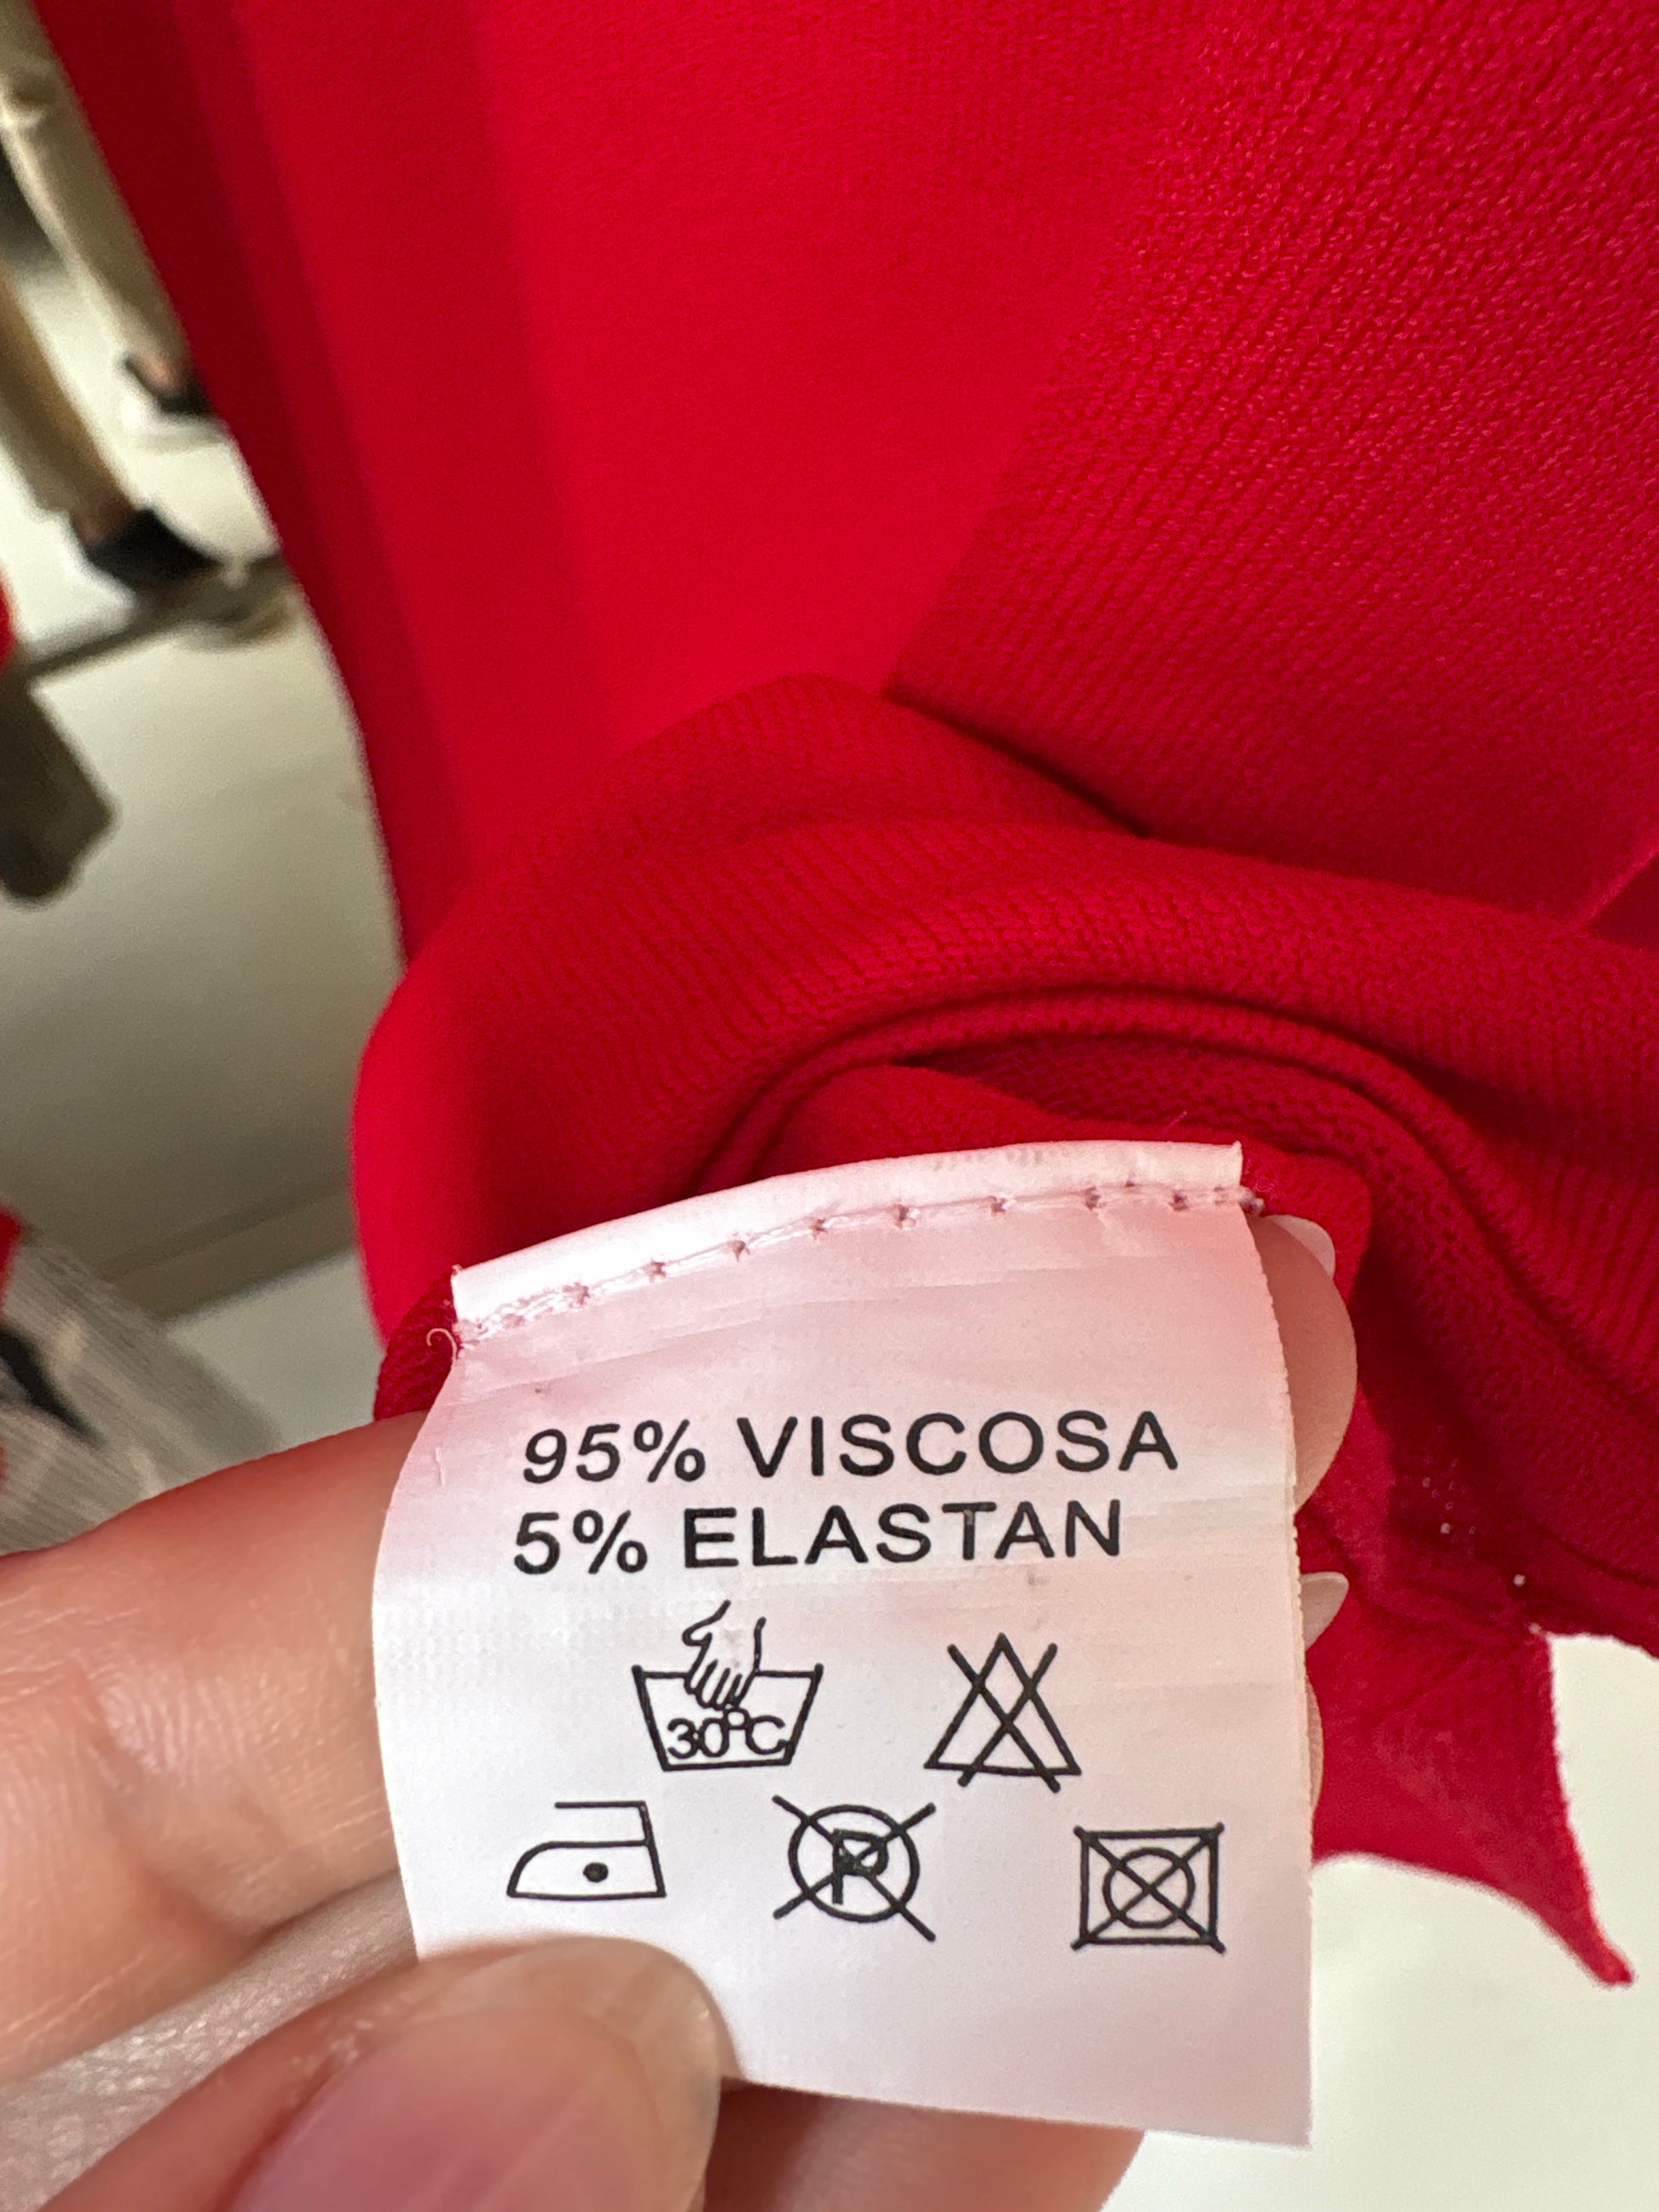 95% VISCOSA
5% ELASTAN
30°C
P